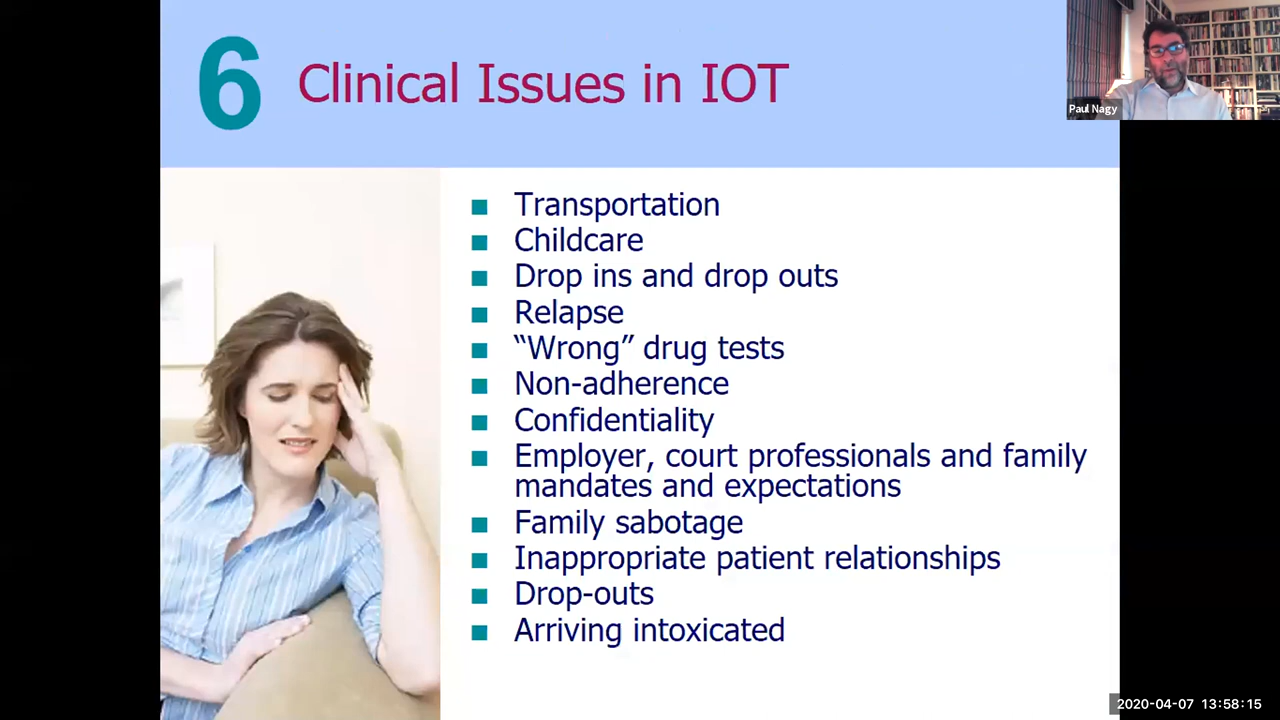 6
Clinical Issues in IOT
Paul Nagy
■ Transportation
■ Childcare
■ Drop ins and drop outs
■ Relapse
■ “Wrong” drug tests
■ Non-adherence
■ Confidentiality
■ Employer, court professionals and family
mandates and expectations
■ Family sabotage
■ Inappropriate patient relationships
■ Drop-outs
■ Arriving intoxicated
2020-04-07 13:58:15